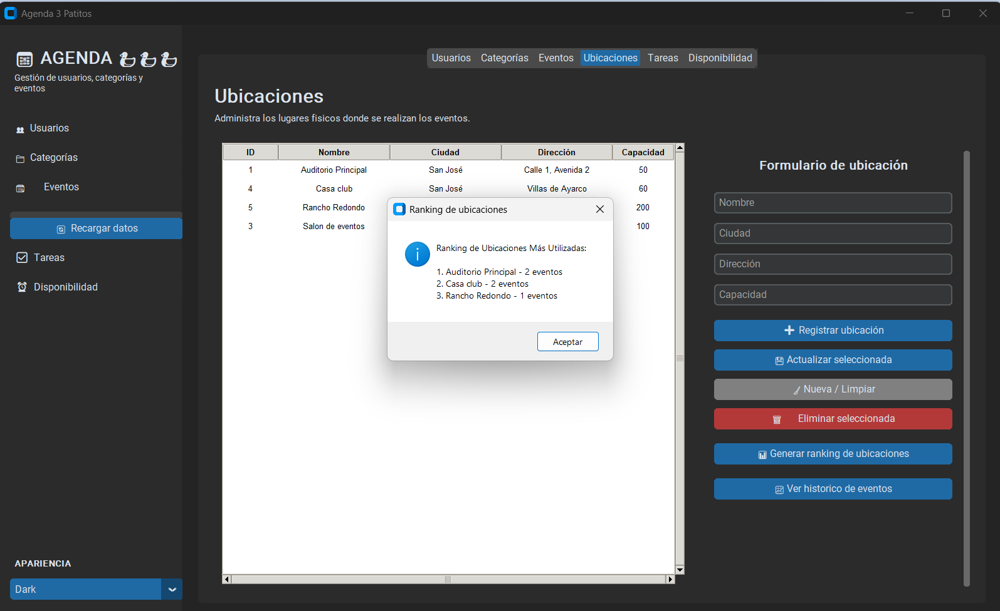 Agenda 3 Patitos
AGENDA
Gestión de usuarios, categorías y
eventos
Usuarios
Categorías
Eventos
Recargar datos
Tareas
Disponibilidad
APARIENCIA
Dark
Usuarios Categorías Eventos Ubicaciones Tareas Disponibilidad
Ubicaciones
Administra los lugares fisicos donde se realizan los eventos.
ID Nombre Ciudad Dirección Capacidad
1 Auditorio Principal San José Calle 1, Avenida 2 50
4 Casa club San José Villas de Ayarco 60
5 Rancho Redondo 200
3 Salon de eventos 100
Ranking de ubicaciones
Ranking de Ubicaciones Más Utilizadas:
1. Auditorio Principal - 2 eventos
2. Casa club - 2 eventos
3. Rancho Redondo - 1 eventos
Aceptar
Formulario de ubicación
Nombre
Ciudad
Dirección
Capacidad
Registrar ubicación
Actualizar seleccionada
Nueva / Limpiar
Eliminar seleccionada
Generar ranking de ubicaciones
Ver historico de eventos